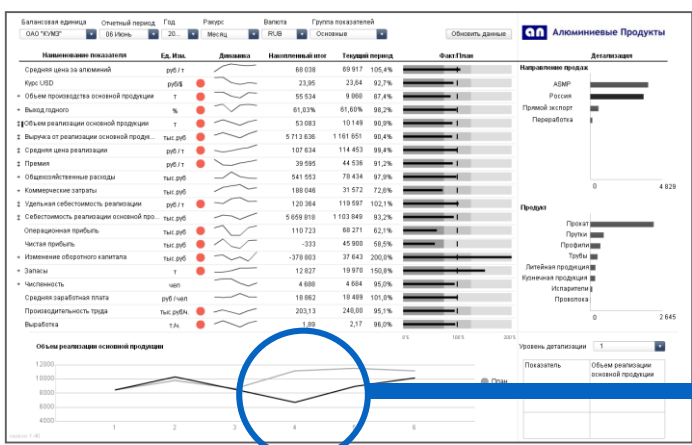 Балансовая единица Отчетный период Год Ракурс Валюта Группа показателей
ОАО "КУМЗ" 06 Июнь 20... Месяц RUB Основные Обновить данные Алюминиевые Продукты
Наименование показателя Ед. Изм. Динамика Накопленный итог Текущий период Факт/План Детализация
Средняя цена за алюминий руб/т 68 038 69 917 105,4%
Курс USD руб/$ 23,95 23,64 92,7%
Объем производства основной продукции т 55 534 9 060 87,4%
Выход годного % 61,03% 61,60% 98,2%
Объем реализации основной продукции т 53 083 10 149 90,9%
Выручка от реализации основной продук... тыс.руб 5 713 636 1 161 651 90,4%
Средняя цена реализации руб/т 107 634 114 453 99,4%
Премия руб/т 39 595 44 536 91,2%
Общехозяйственные расходы тыс.руб 541 553 78 434 97,9%
Коммерческие затраты тыс.руб 188 046 31 572 72,6%
Удельная себестоимость реализации руб/т 120 364 119 597 102,1%
Себестоимость реализации основной про... тыс.руб 5 659 818 1 103 849 93,2%
Операционная прибыль тыс.руб 110 723 68 271 62,1%
Чистая прибыль тыс.руб -333 45 900 58,5%
Изменение оборотного капитала тыс.руб -378 803 37 643 200,0%
Запасы т 12 827 19 970 150,8%
Численность чел 4 688 4 684 95,0%
Средняя заработная плата руб/чел 18 862 18 489 101,0%
Производительность труда тыс.руб/ч. 203,13 248,00 95,1%
Выработка т/ч. 1,89 2,17 96,0%
0% 100% 200%
Направление продаж
ASMP
Россия
Прямой экспорт
Переработка
0 4 829
Продукт
Прокат
Прутки
Профили
Трубы
Литейная продукция
Кузнечная продукция
Испарители
Проволока
0 2 645
Объем реализации основной продукции
12000
10000
8000
6000
4000
1 2 3 4 5 6
План
Уровень детализации 1
Показатель Объем реализации
основной продукции